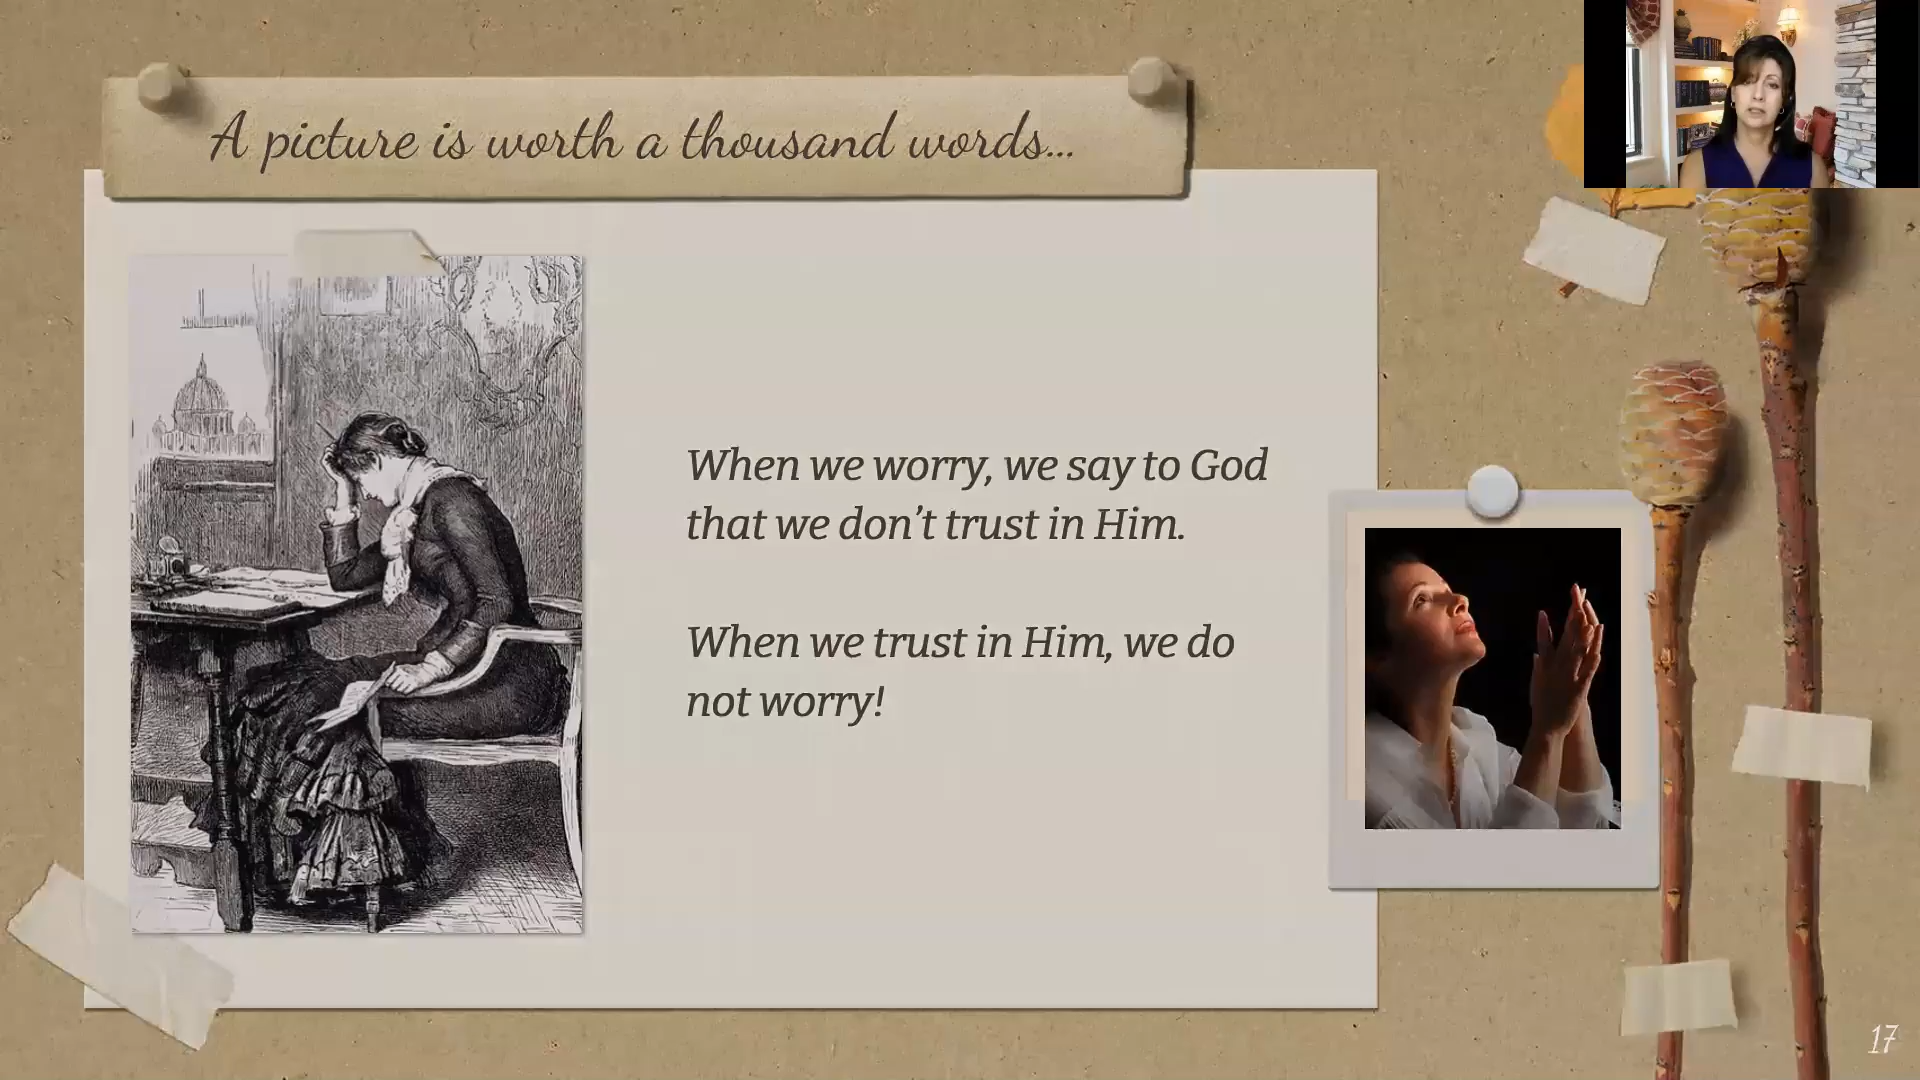 A picture is worth a thousand words...
When we worry, we say to God
that we don't trust in Him.
When we trust in Him, we do
not worry!
17